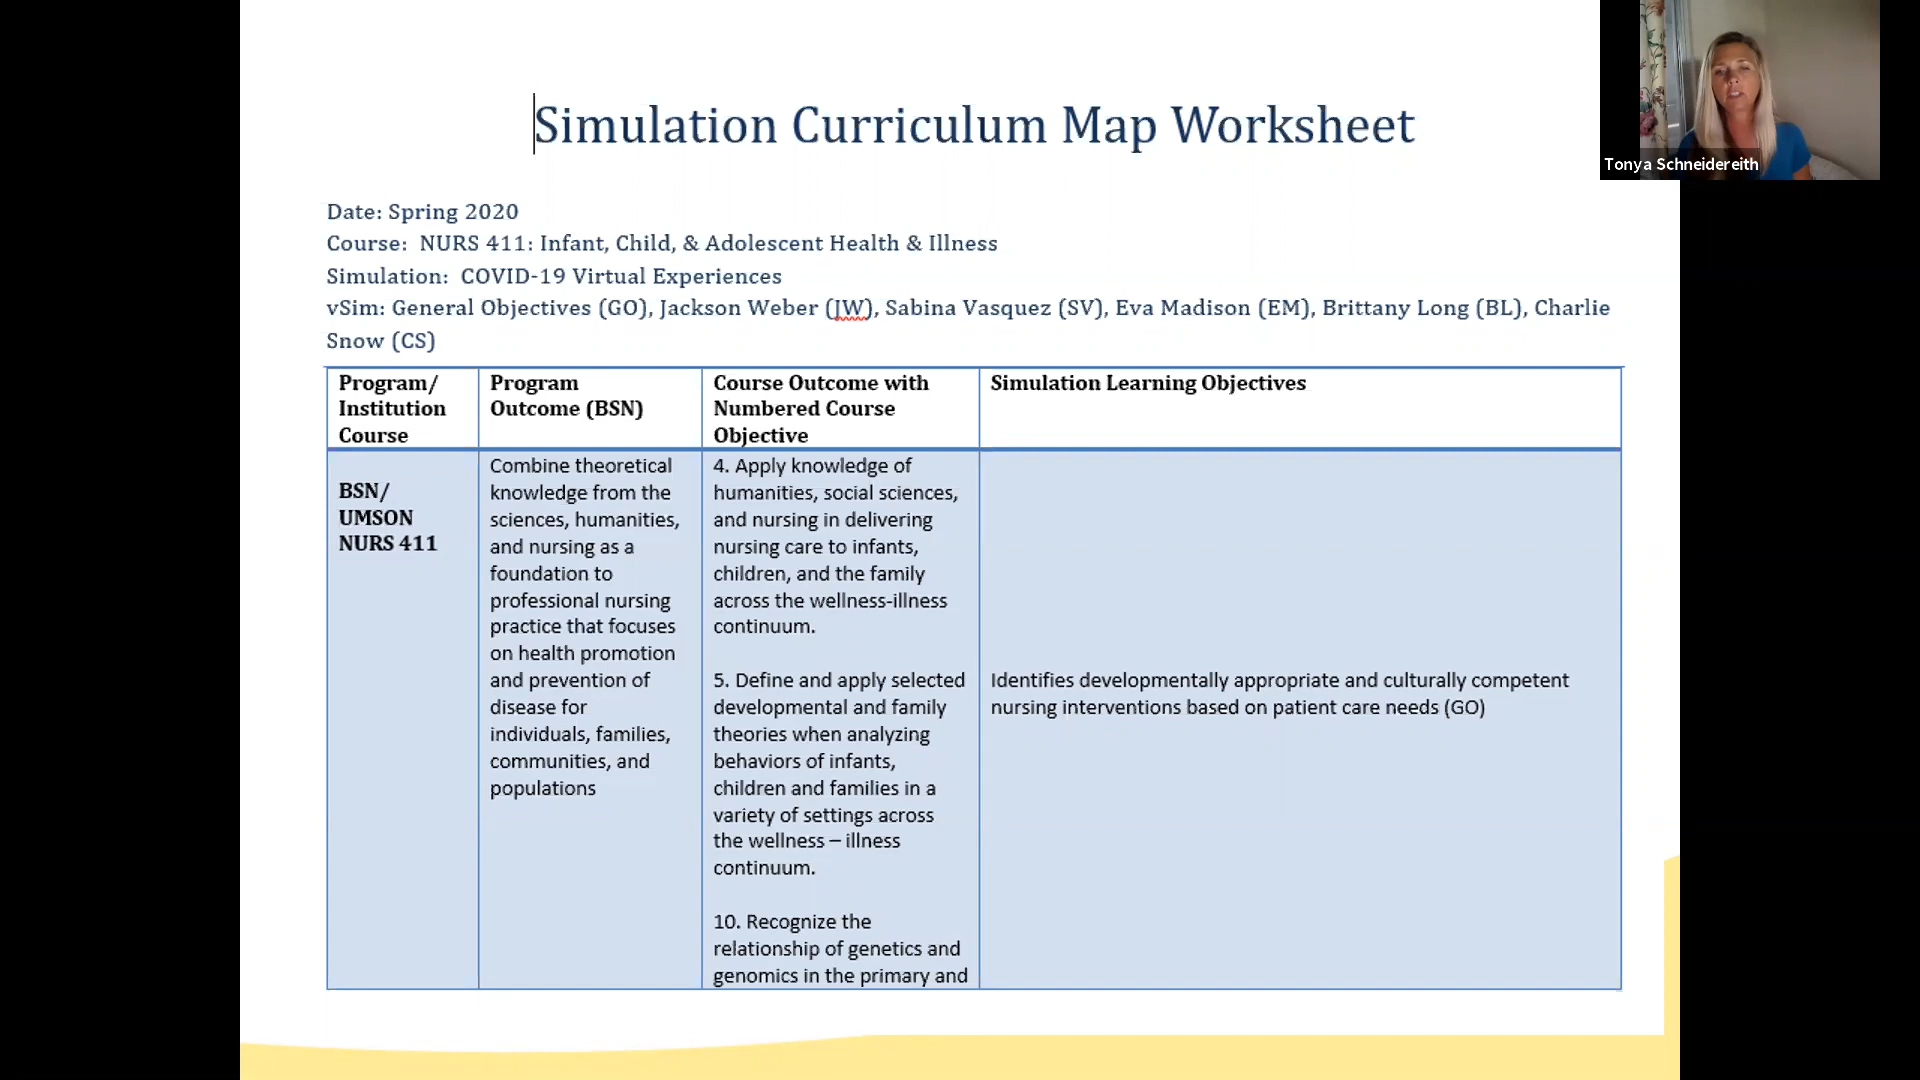 Simulation Curriculum Map Worksheet
Tonya Schneidereith
Date: Spring 2020
Course:  NURS 411: Infant, Child, & Adolescent Health & Illness
Simulation:  COVID-19 Virtual Experiences
vSim: General Objectives (GO), Jackson Weber (JW), Sabina Vasquez (SV), Eva Madison (EM), Brittany Long (BL), Charlie
Snow (CS)
Program/
Institution
Course
Program
Outcome (BSN)
Course Outcome with
Numbered Course
Objective
Simulation Learning Objectives
BSN/
UMSON
NURS 411
Combine theoretical
knowledge from the
sciences, humanities,
and nursing as a
foundation to
professional nursing
practice that focuses
on health promotion
and prevention of
disease for
individuals, families,
communities, and
populations
4. Apply knowledge of
humanities, social sciences,
and nursing in delivering
nursing care to infants,
children, and the family
across the wellness-illness
continuum.
5. Define and apply selected
developmental and family
theories when analyzing
behaviors of infants,
children and families in a
variety of settings across
the wellness – illness
continuum.
10. Recognize the
relationship of genetics and
genomics in the primary and
Identifies developmentally appropriate and culturally competent
nursing interventions based on patient care needs (GO)